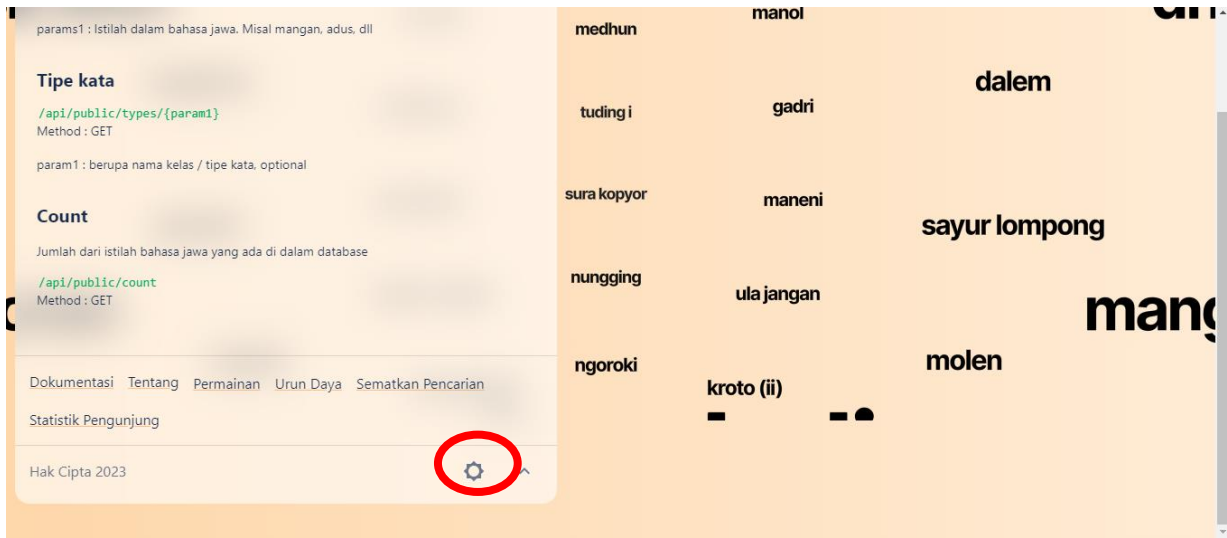 params1 : Istilah dalam bahasa jawa. Misal mangan, adus, dll
Tipe kata
/api/public/types/{param1}
Method : GET
param1 : berupa nama kelas / tipe kata, optional
Count
Jumlah dari istilah bahasa jawa yang ada di dalam database
/api/public/count
Method : GET
Dokumentasi Tentang Permainan Urun Daya Sematkan Pencarian
Statistik Pengunjung
Hak Cipta 2023
medhun
tuding i
sura kopyor
nungging
ngoroki
manol
gadri
maneni
ula jangan
kroto (ii)
dalem
sayur lompong
molen